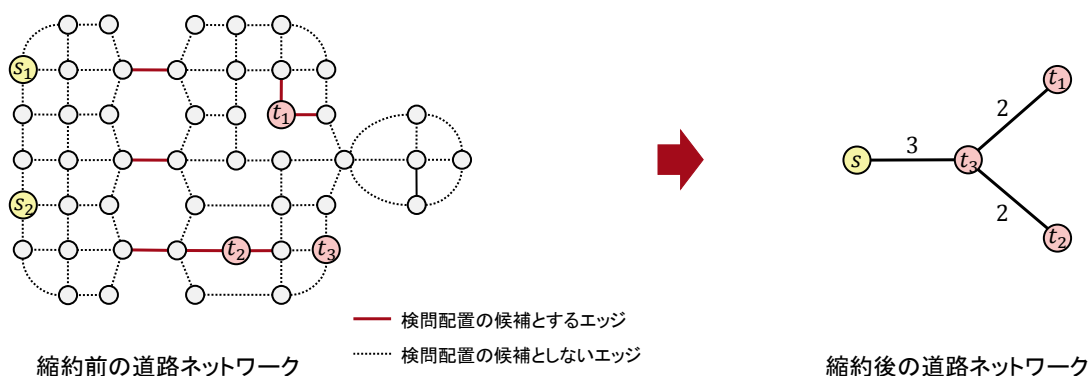 s1
s2
t1
t2
t3
s
3
t3
2
t1
2
t2
検問配置の候補とするエッジ
検問配置の候補としないエッジ
縮約前の道路ネットワーク
縮約後の道路ネットワーク